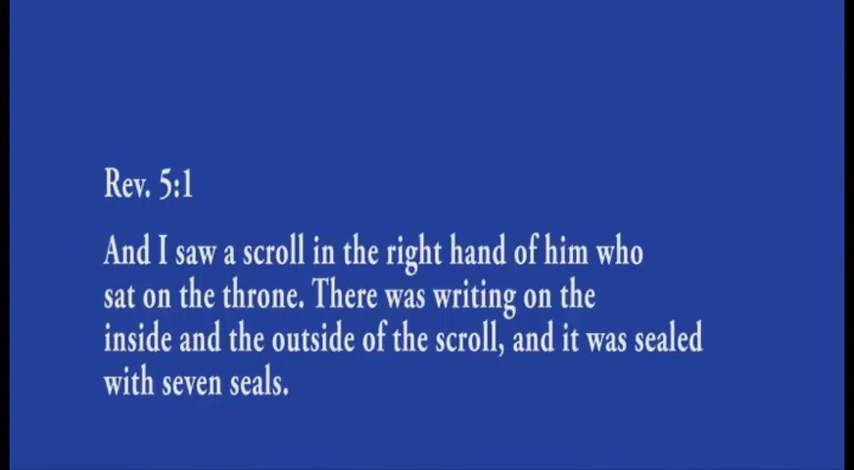 Rev. 5:1
And I saw a scroll in the right hand of him who
sat on the throne. There was writing on the
inside and the outside of the scroll, and it was sealed
with seven seals.